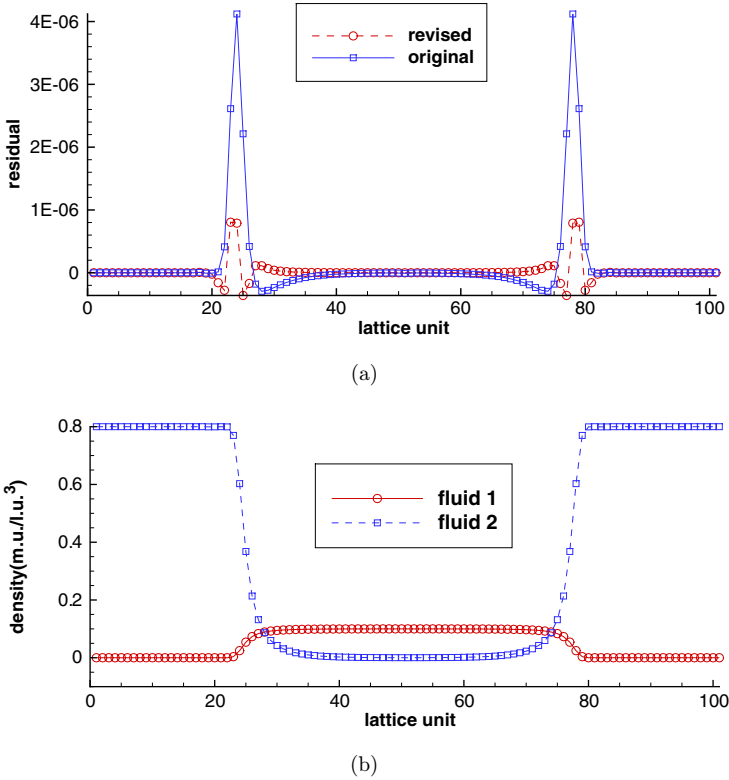 4E-06
3E-06
2E-06
1E-06
0
residual
revised
original
0 20 40 60 80 100
lattice unit
(a)
0.8
0.6
0.4
0.2
0
density(m.u./l.u.³)
fluid 1
fluid 2
0 20 40 60 80 100
lattice unit
(b)